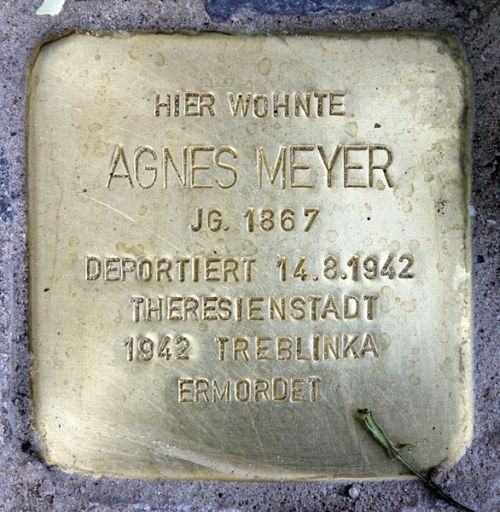 HIER WOHNTE
AGNES MEYER
JG. 1867
DEPORTIERT 14.8.1942
THERESIENSTADT
1942 TREBLINKA
ERMORDET